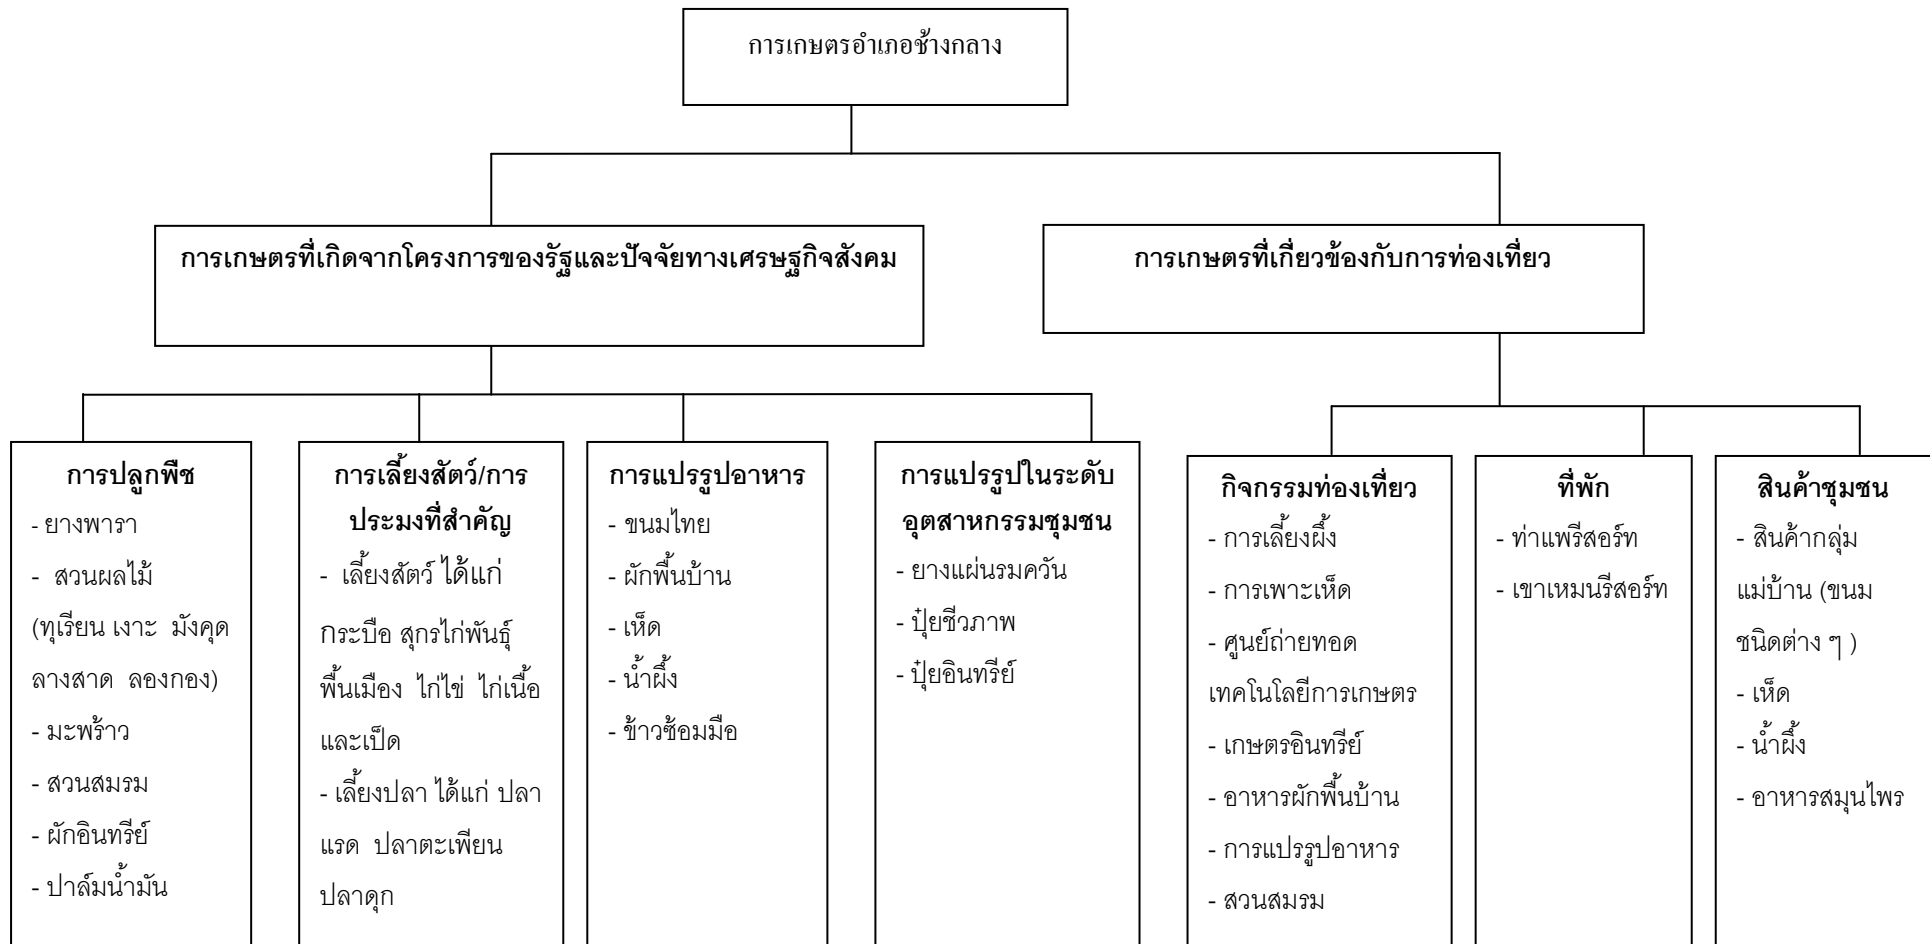 การเกษตรอำเภอช้างกลาง
การเกษตรที่เกิดจากโครงการของรัฐและปัจจัยทางเศรษฐกิจสังคม
การเกษตรที่เกี่ยวข้องกับการท่องเที่ยว
การปลูกพืช
- ยางพารา
- สวนผลไม้
(ทุเรียน เงาะ มังคุด
ลางสาด ลองกอง)
- มะพร้าว
- สวนสมรม
- ผักอินทรีย์
- ปาล์มน้ำมัน
การเลี้ยงสัตว์/การ
ประมงที่สำคัญ
- เลี้ยงสัตว์ ได้แก่
กระบือ สุกรไก่พันธุ์
พื้นเมือง ไก่ไข่ ไก่เนื้อ
และเป็ด
- เลี้ยงปลา ได้แก่ ปลา
แรด ปลาตะเพียน
ปลาดุก
การแปรรูปอาหาร
- ขนมไทย
- ผักพื้นบ้าน
- เห็ด
- น้ำผึ้ง
- ข้าวซ้อมมือ
การแปรรูปในระดับ
อุตสาหกรรมชุมชน
- ยางแผ่นรมควัน
- ปุ๋ยชีวภาพ
- ปุ๋ยอินทรีย์
กิจกรรมท่องเที่ยว
- การเลี้ยงผึ้ง
- การเพาะเห็ด
- ศูนย์ถ่ายทอด
เทคโนโลยีการเกษตร
- เกษตรอินทรีย์
- อาหารผักพื้นบ้าน
- การแปรรูปอาหาร
- สวนสมรม
ที่พัก
- ท่าแพรีสอร์ท
- เขาเหมนรีสอร์ท
สินค้าชุมชน
- สินค้ากลุ่ม
แม่บ้าน (ขนม
ชนิดต่าง ๆ )
- เห็ด
- น้ำผึ้ง
- อาหารสมุนไพร